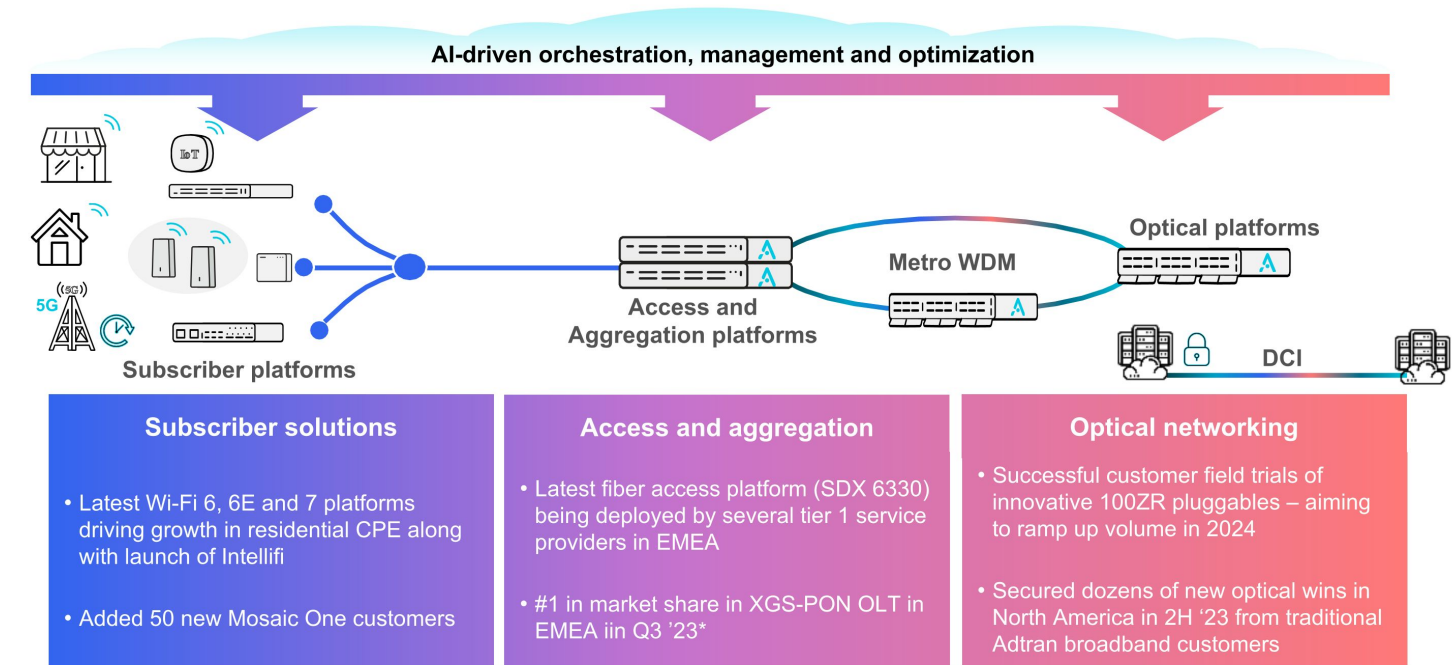 AI-driven orchestration, management and optimization
IoT
((5G))
5G
Subscriber platforms
Access and
Aggregation platforms
Metro WDM
Optical platforms
DCI
Subscriber solutions
• Latest Wi-Fi 6, 6E and 7 platforms
driving growth in residential CPE along
with launch of Intellifi
• Added 50 new Mosaic One customers
Access and aggregation
• Latest fiber access platform (SDX 6330)
being deployed by several tier 1 service
providers in EMEA
• #1 in market share in XGS-PON OLT in
EMEA iin Q3 ’23*
Optical networking
• Successful customer field trials of
innovative 100ZR pluggables – aiming
to ramp up volume in 2024
• Secured dozens of new optical wins in
North America in 2H ‘23 from traditional
Adtran broadband customers